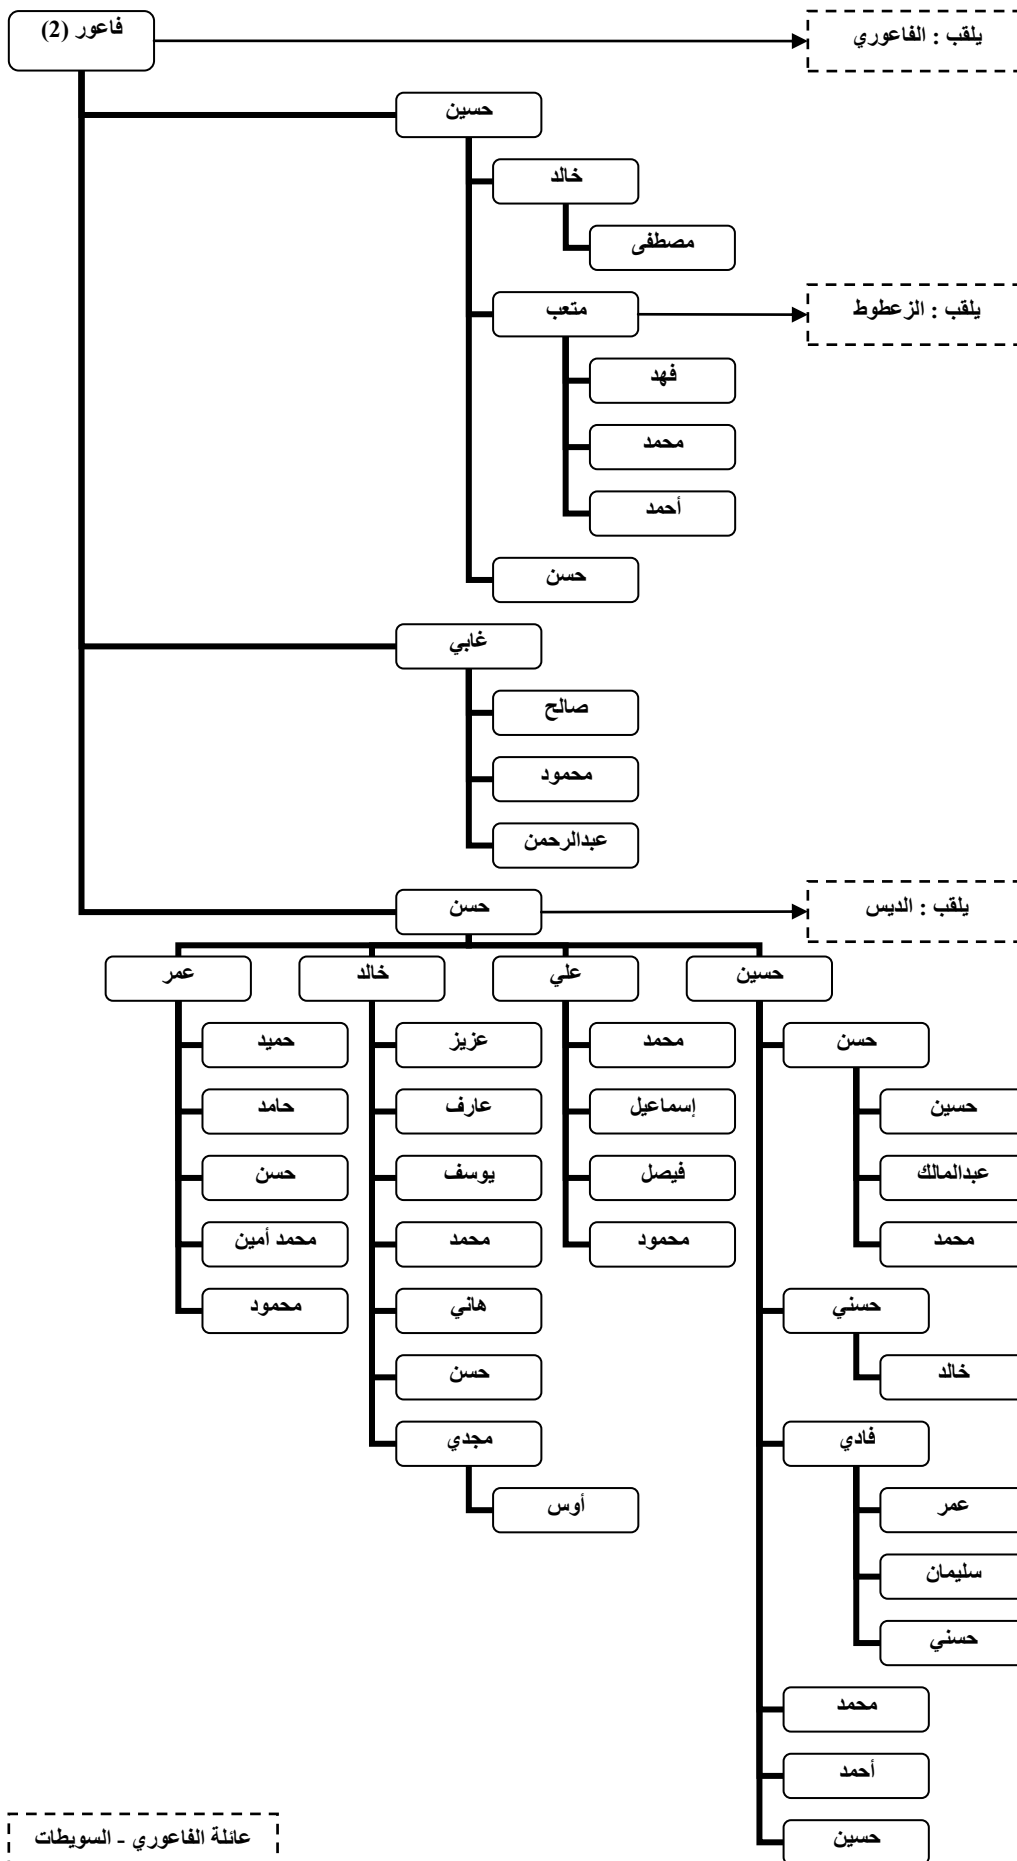 فاعور (2)
يلقب : الفاعوري
حسين
خالد
مصطفى
متعب
يلقب : الزعطوط
فهد
محمد
أحمد
حسن
غابي
صالح
محمود
عبدالرحمن
حسن
يلقب : الديس
حسين
علي
خالد
عمر
حسن
محمد
عزيز
حميد
حسين
إسماعيل
عارف
حامد
عبدالمالك
فيصل
يوسف
حسن
محمد
محمود
محمد
محمد أمين
حسني
هاني
محمود
خالد
حسن
فادي
مجدي
عمر
أوس
سليمان
حسني
محمد
أحمد
حسين
عائلة الفاعوري - السويطات